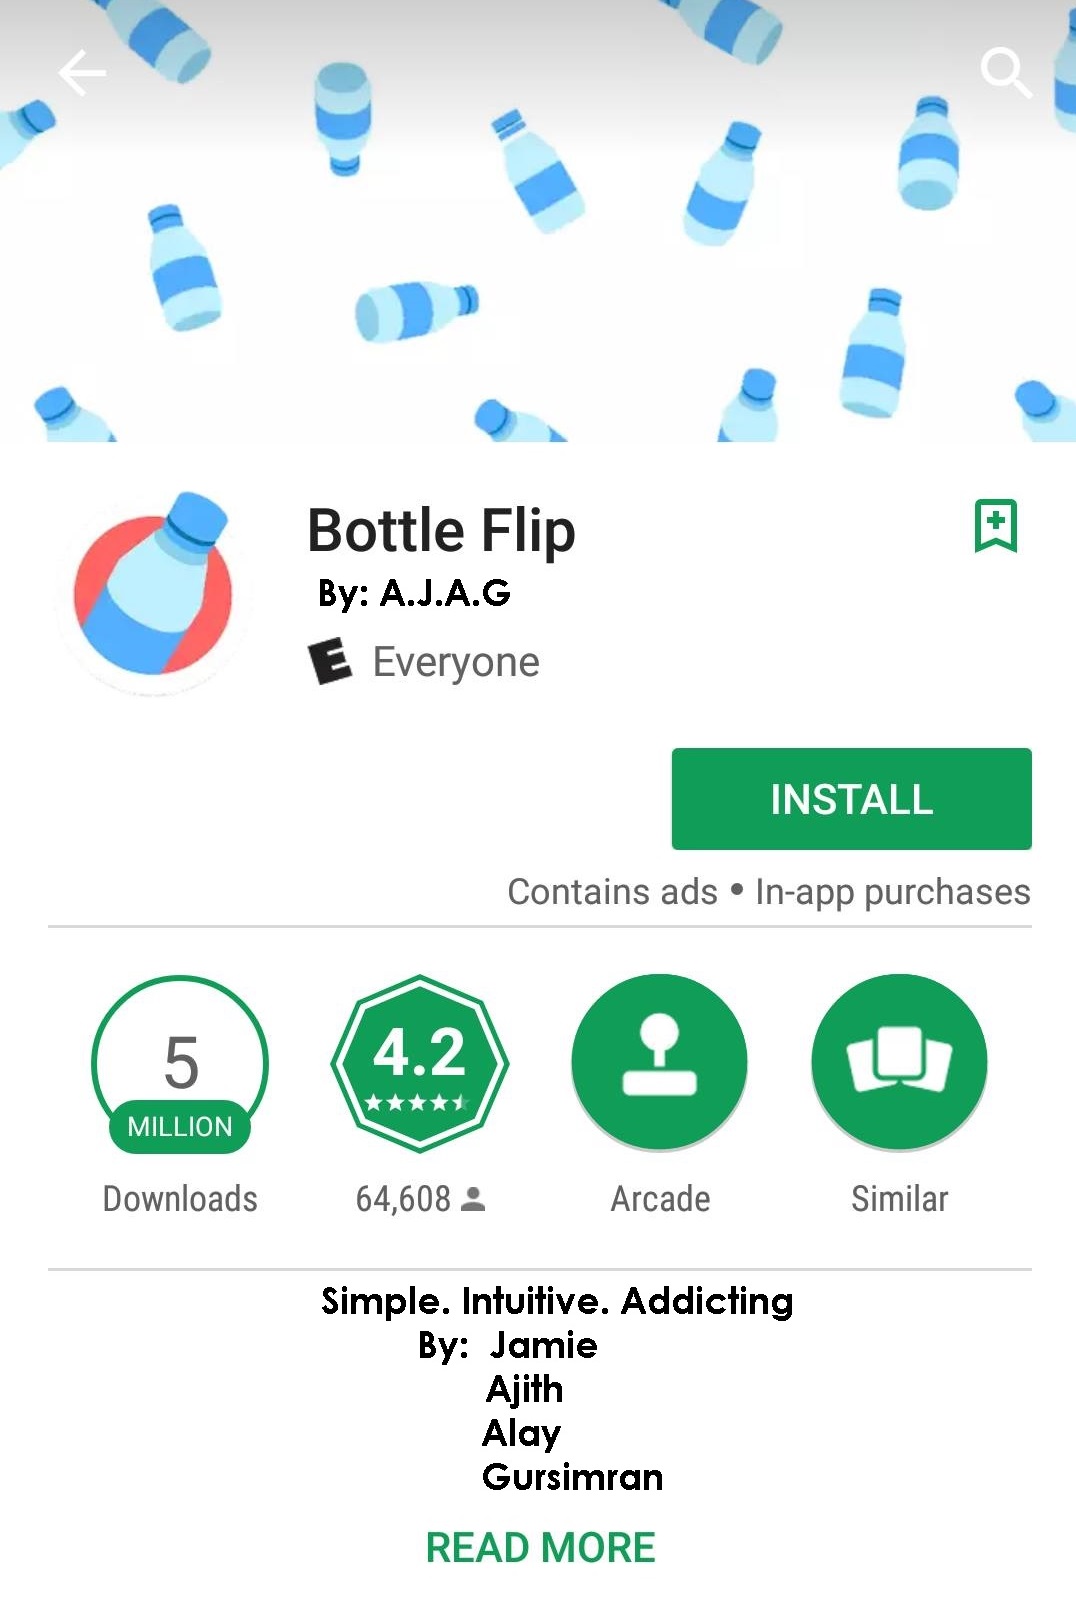 Bottle Flip
By: A.J.A.G
E Everyone
INSTALL
Contains ads • In-app purchases
5
MILLION
Downloads
4.2
64,608
Arcade
Similar
Simple. Intuitive. Addicting
By: Jamie
Ajith
Alay
Gursimran
READ MORE